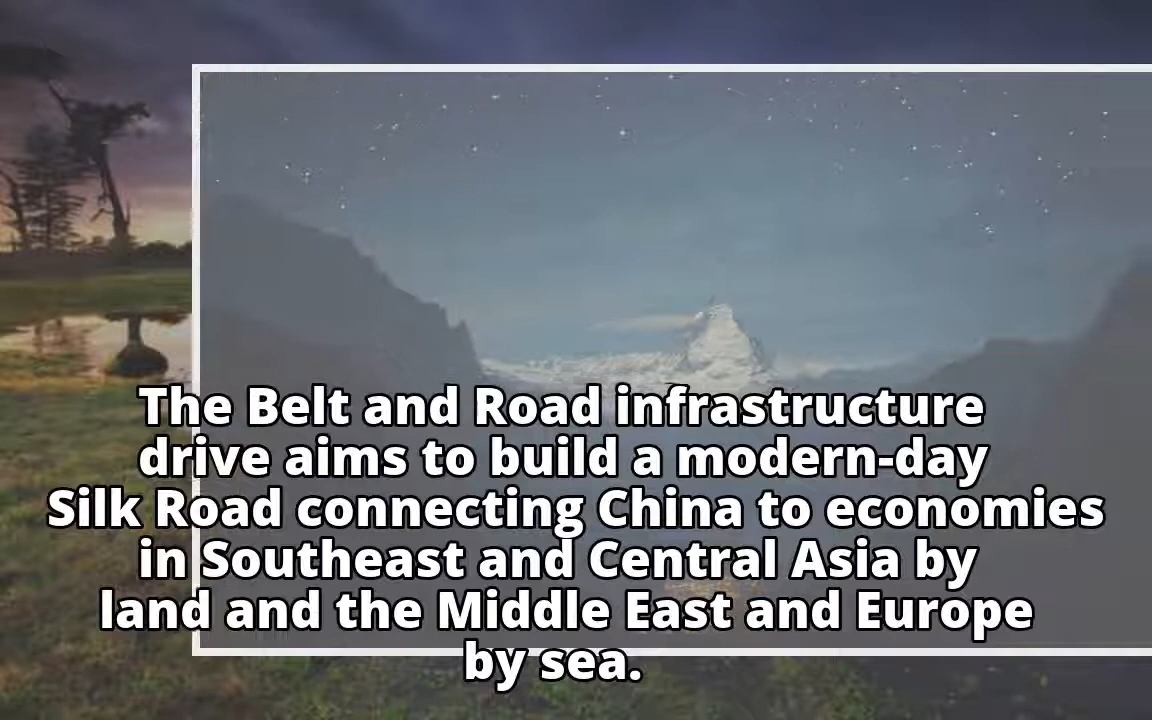 The Belt and Road infrastructure
drive aims to build a modern-day
Silk Road connecting China to economies
in Southeast and Central Asia by
land and the Middle East and Europe
by sea.